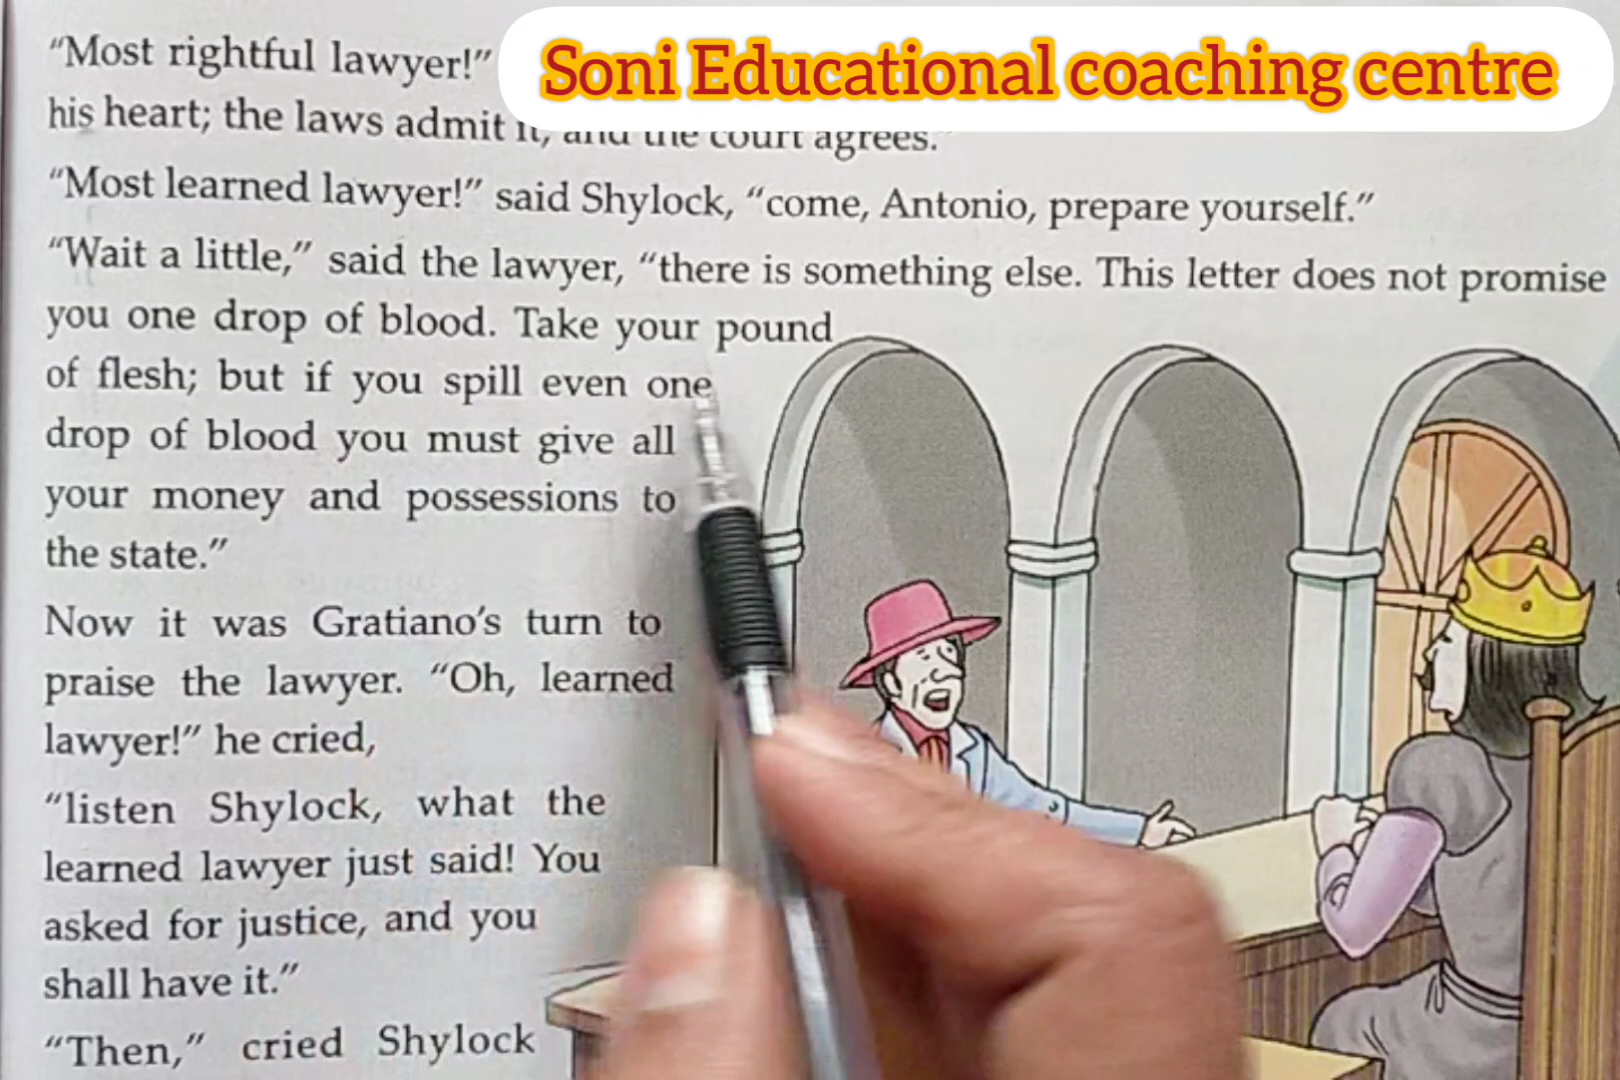 Soni Educational coaching centre
“Most rightful lawyer!”
his heart; the laws admit it, and the court agrees.”
“Most learned lawyer!” said Shylock, “come, Antonio, prepare yourself.”
“Wait a little,” said the lawyer, “there is something else. This letter does not promise
you one drop of blood. Take your pound
of flesh; but if you spill even one
drop of blood you must give all
your money and possessions to
the state.”
Now it was Gratiano’s turn to
praise the lawyer. “Oh, learned
lawyer!” he cried,
“listen Shylock, what the
learned lawyer just said! You
asked for justice, and you
shall have it.”
“Then,” cried Shylock